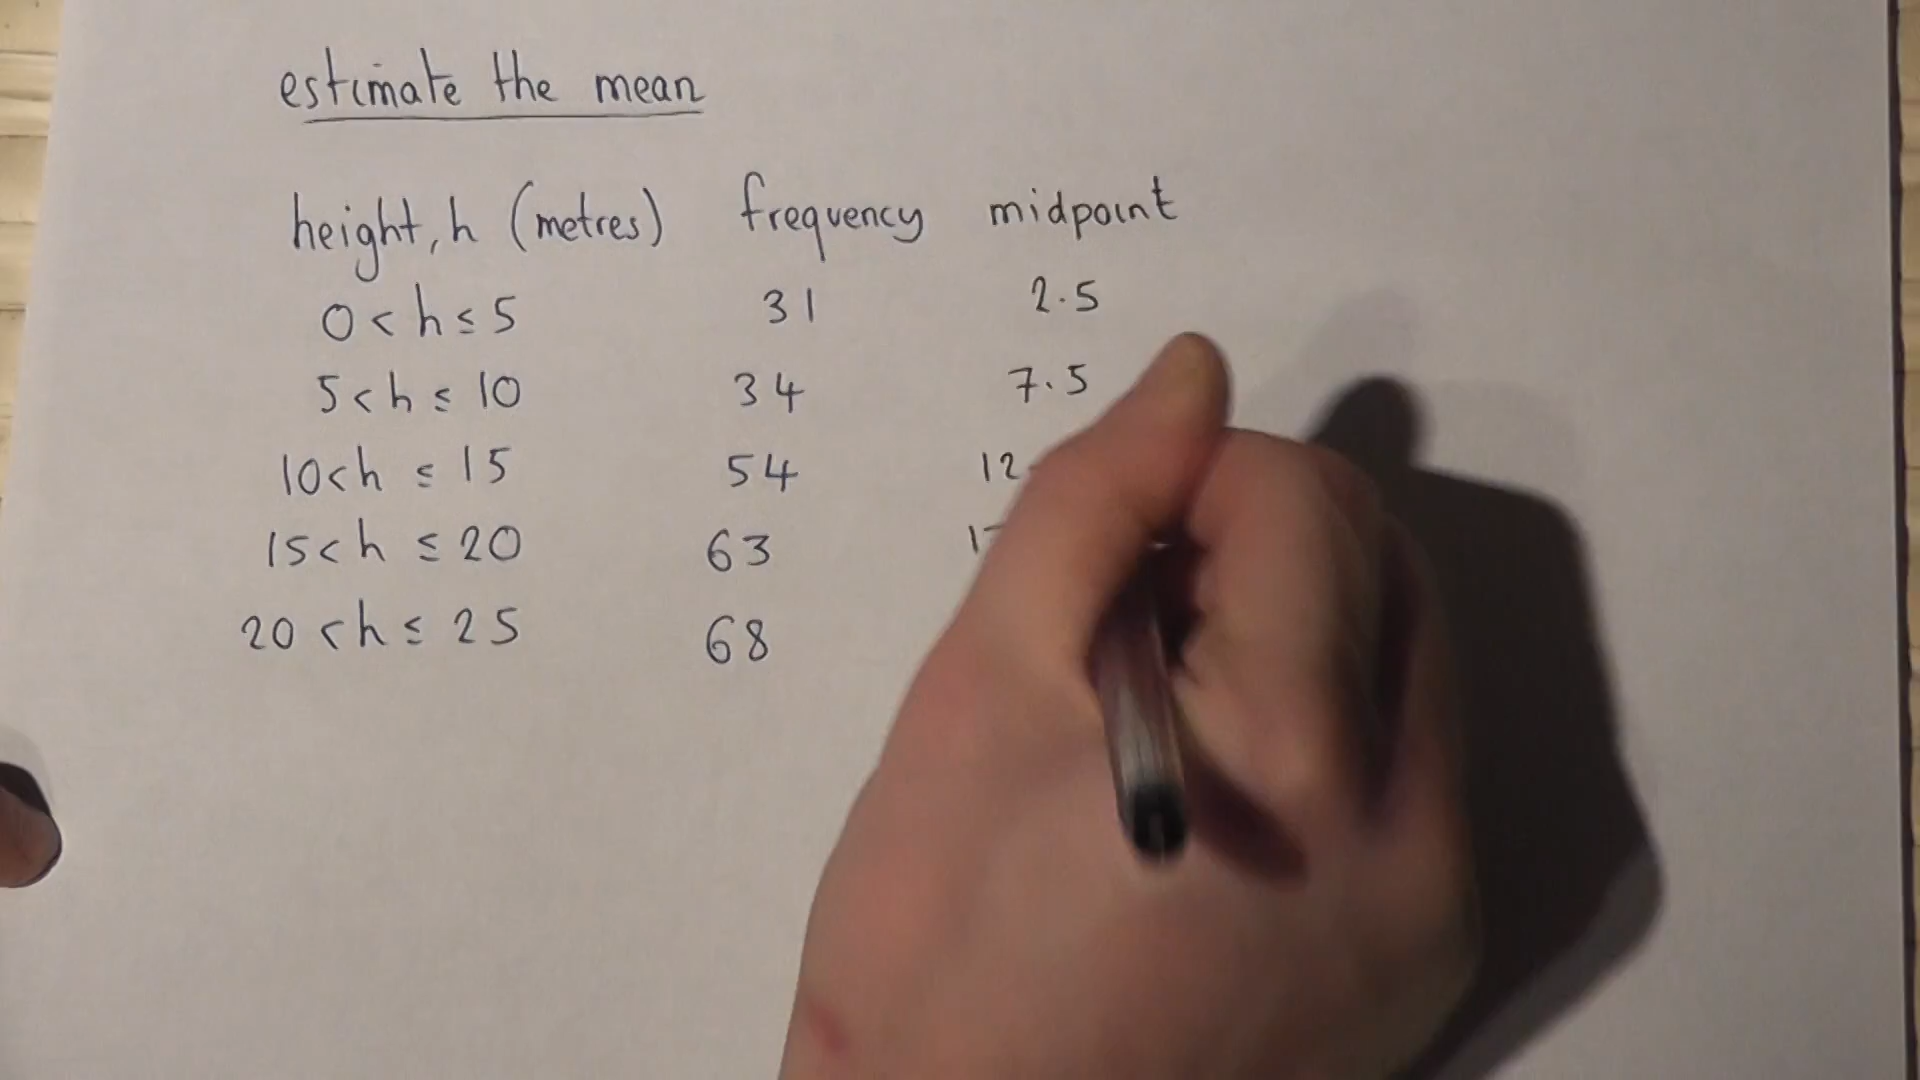 estimate the mean
height, h (metres) frequency midpoint
0 < h ≤ 5 31 2.5
5 < h ≤ 10 34 7.5
10 < h ≤ 15 54 12
15 < h ≤ 20 63
20 < h ≤ 25 68